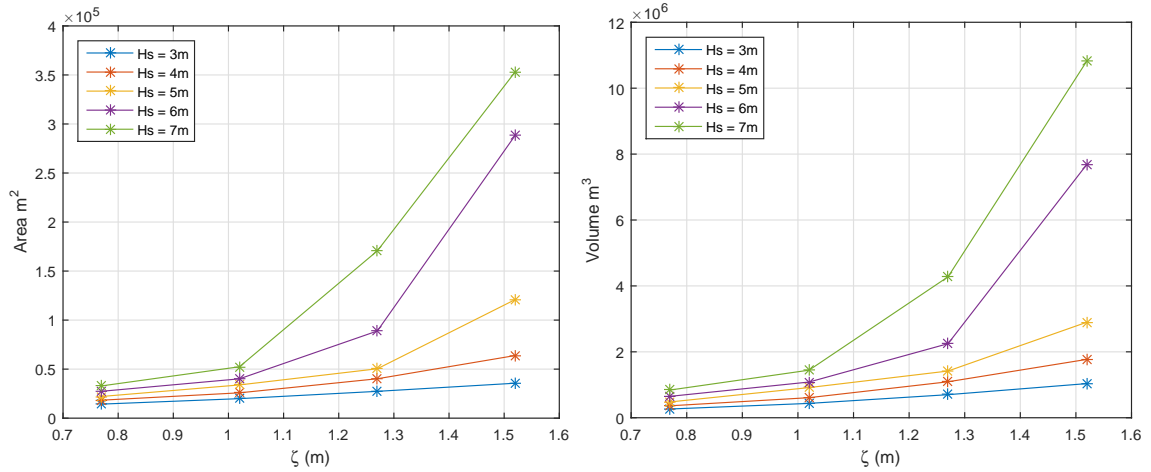 ×10^5
4
3.5
3
2.5
2
1.5
1
0.5
0
Area m^2
Hs = 3m
Hs = 4m
Hs = 5m
Hs = 6m
Hs = 7m
0.7 0.8 0.9 1 1.1 1.2 1.3 1.4 1.5 1.6
ζ (m)
×10^6
12
10
8
6
4
2
0
Volume m^3
Hs = 3m
Hs = 4m
Hs = 5m
Hs = 6m
Hs = 7m
0.7 0.8 0.9 1 1.1 1.2 1.3 1.4 1.5 1.6
ζ (m)